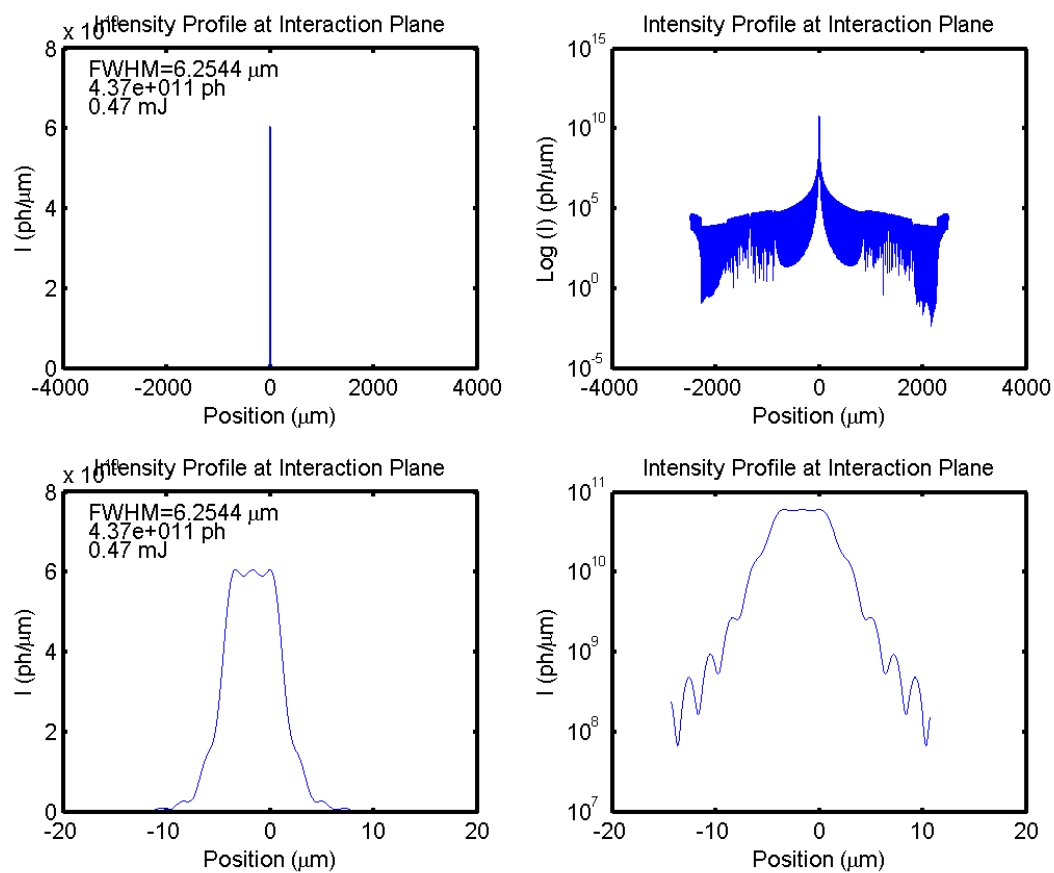 x 10^10 Intensity Profile at Interaction Plane
8
6
4
2
0
I (ph/μm)
FWHM=6.2544 μm
4.37e+011 ph
0.47 mJ
-4000 -2000 0 2000 4000
Position (μm)
Intensity Profile at Interaction Plane
10^15
10^10
10^5
10^0
10^-5
Log (I) (ph/μm)
-4000 -2000 0 2000 4000
Position (μm)
x 10^10 Intensity Profile at Interaction Plane
8
6
4
2
0
I (ph/μm)
FWHM=6.2544 μm
4.37e+011 ph
0.47 mJ
-20 -10 0 10 20
Position (μm)
Intensity Profile at Interaction Plane
10^11
10^10
10^9
10^8
10^7
I (ph/μm)
-20 -10 0 10 20
Position (μm)